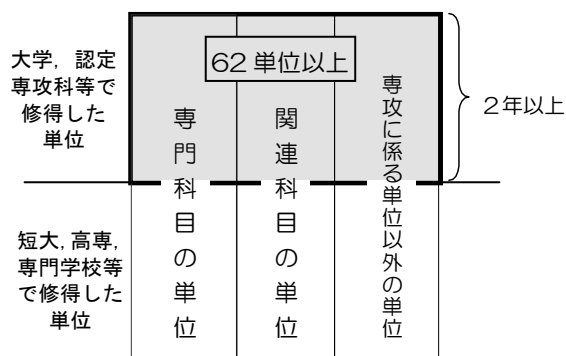 大学，認定
専攻科等で
修得した
単位
62単位以上
専門科目の単位
関連科目の単位
専攻に係る単位以外の単位
2年以上
短大，高専，
専門学校等
で修得した
単位